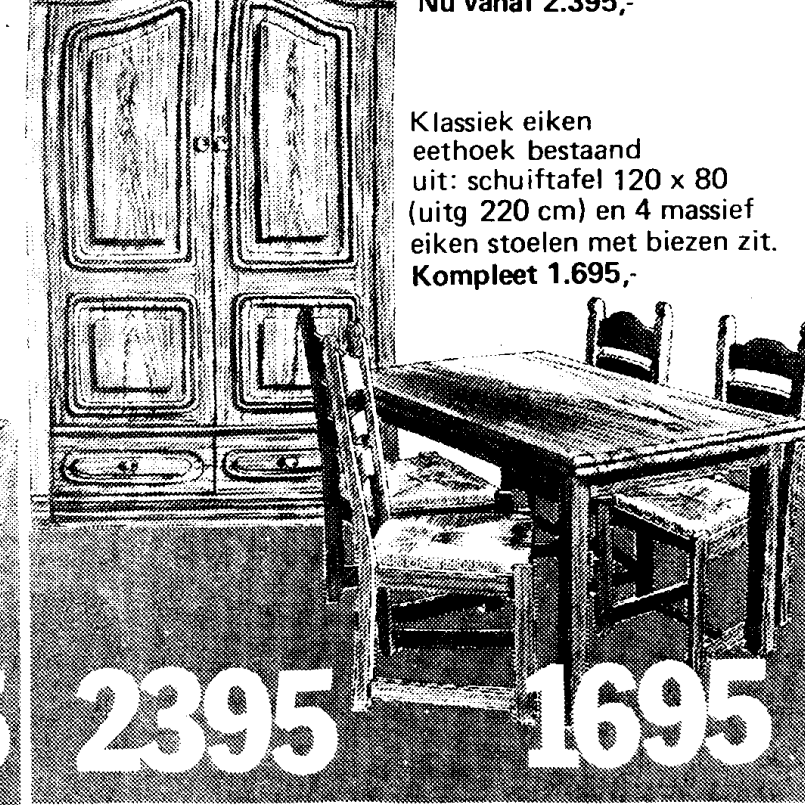 Nu vanaf 2.395,-
Klassiek eiken
eethoek bestaand
uit: schuiftafel 120 x 80
(uitg 220 cm) en 4 massief
eiken stoelen met biezen zit.
Kompleet 1.695,-
2395
1695